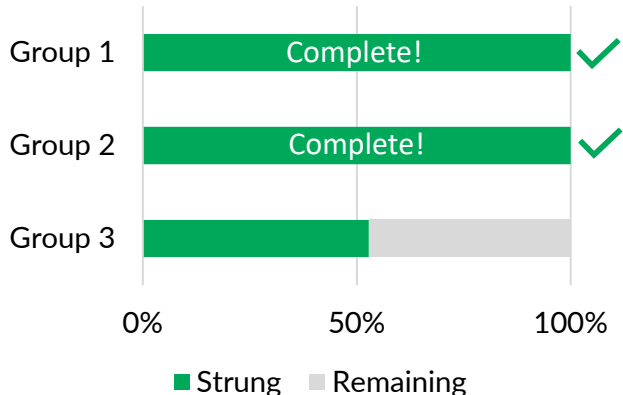 Group 1 Complete!
Group 2 Complete!
Group 3
0% 50% 100%
Strung Remaining